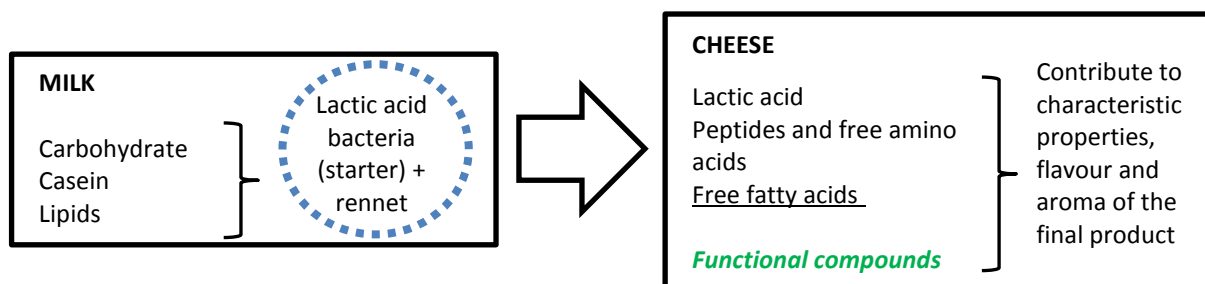 MILK
Carbohydrate
Casein
Lipids
Lactic acid
bacteria
(starter) +
rennet
CHEESE
Lactic acid
Peptides and free amino
acids
Free fatty acids
Functional compounds
Contribute to
characteristic
properties,
flavour and
aroma of the
final product